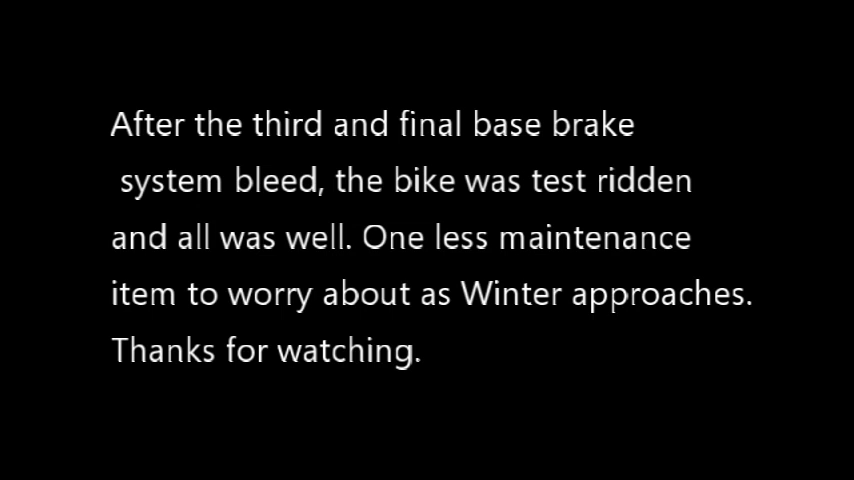 After the third and final base brake
system bleed, the bike was test ridden
and all was well. One less maintenance
item to worry about as Winter approaches.
Thanks for watching.